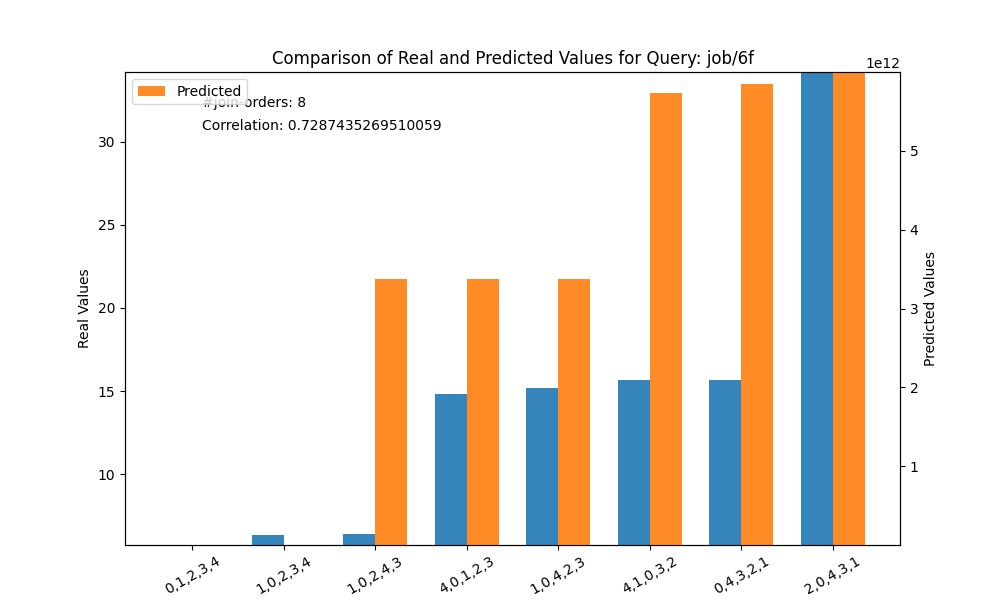 Comparison of Real and Predicted Values for Query: job/6f
1e12
Predicted
#join-orders: 8
Correlation: 0.7287435269510059
30
25
20
15
10
Real Values
5
4
3
2
1
Predicted Values
0,1,2,3,4
1,0,2,3,4
1,0,2,4,3
4,0,1,2,3
1,0,4,2,3
4,1,0,3,2
0,4,3,2,1
2,0,4,3,1